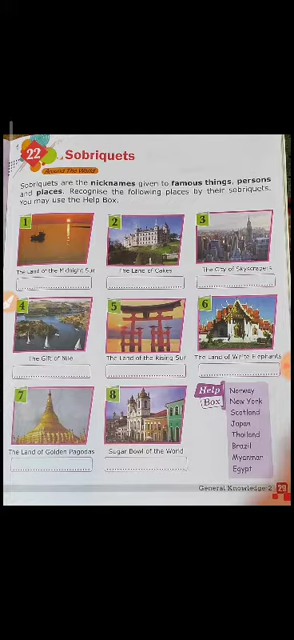 22 Sobriquets
Around The World
Sobriquets are the nicknames given to famous things, persons
and places. Recognise the following places by their sobriquets.
You may use the Help Box.
1
2
3
The Land of the Midnight Sun
The Land of Cakes
The City of Skyscrapers
4
5
6
The Gift of Nile
The Land of the Rising Sun
The Land of White Elephants
7
8
The Land of Golden Pagodas
Sugar Bowl of the World
Help
Box
Norway
New York
Scotland
Japan
Thailand
Brazil
Myanmar
Egypt
General Knowledge-2 29